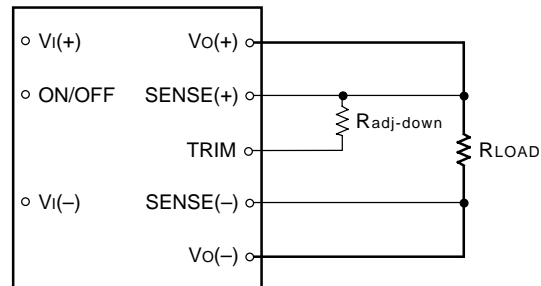 VI(+)
VO(+)
ON/OFF
SENSE(+)
Radj-down
TRIM
RLOAD
VI(–)
SENSE(–)
VO(–)